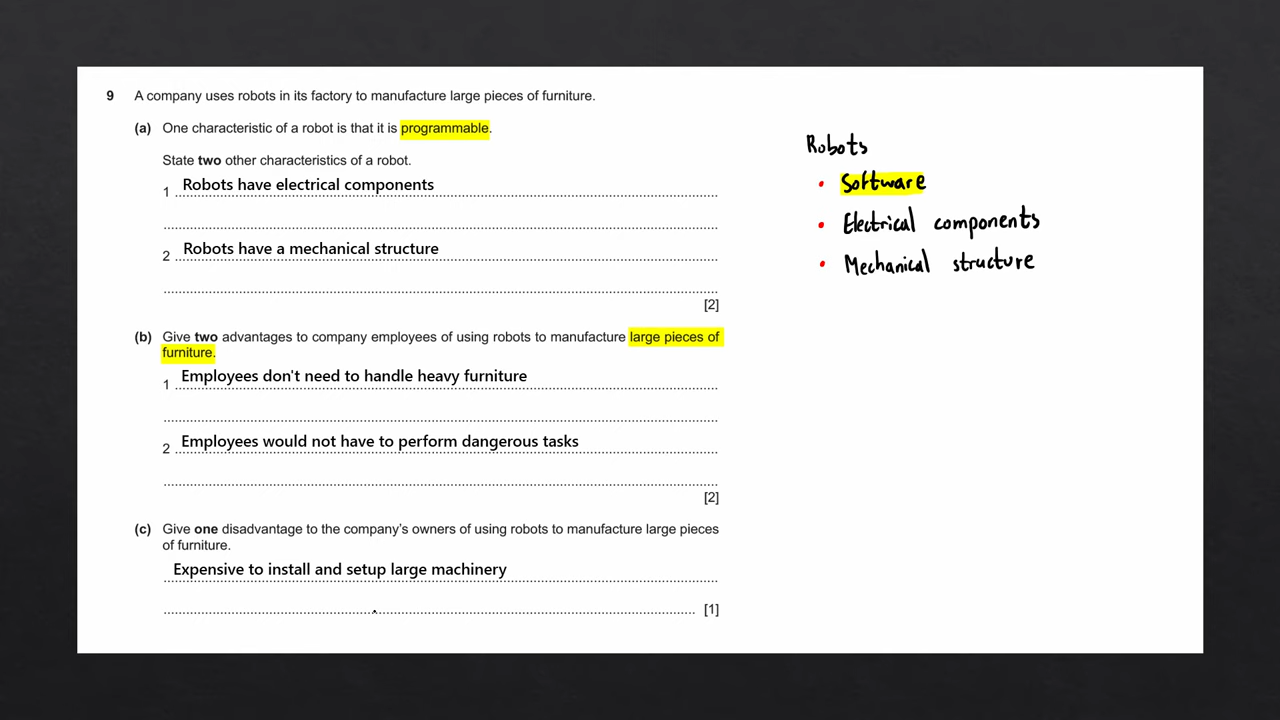 9 A company uses robots in its factory to manufacture large pieces of furniture.
(a) One characteristic of a robot is that it is programmable.
State two other characteristics of a robot.
1 Robots have electrical components
2 Robots have a mechanical structure
[2]
(b) Give two advantages to company employees of using robots to manufacture large pieces of
furniture.
1 Employees don't need to handle heavy furniture
2 Employees would not have to perform dangerous tasks
[2]
(c) Give one disadvantage to the company's owners of using robots to manufacture large pieces
of furniture.
Expensive to install and setup large machinery
[1]
Robots
• Software
• Electrical components
• Mechanical structure